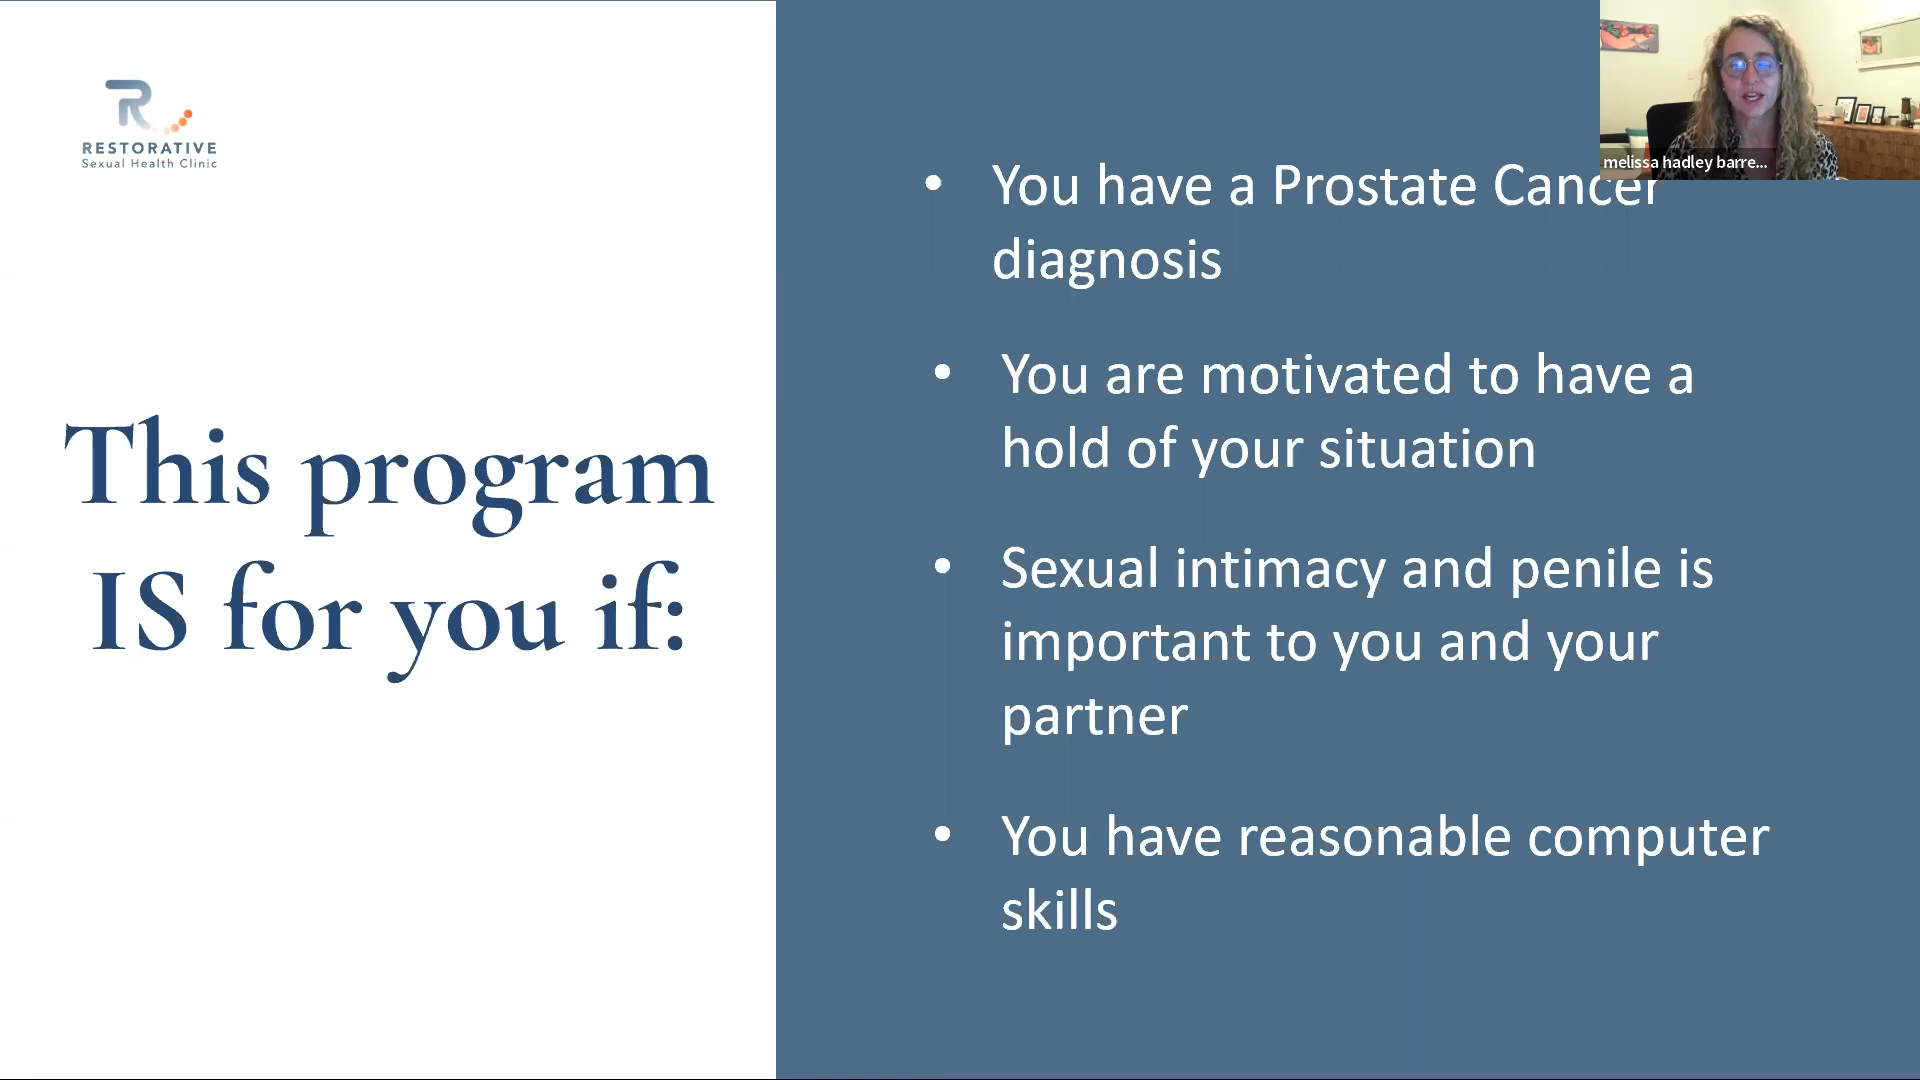 RESTORATIVE
Sexual Health Clinic
This program
IS for you if:
• You have a Prostate Cancer
diagnosis
• You are motivated to have a
hold of your situation
• Sexual intimacy and penile is
important to you and your
partner
• You have reasonable computer
skills
melissa hadley barre...